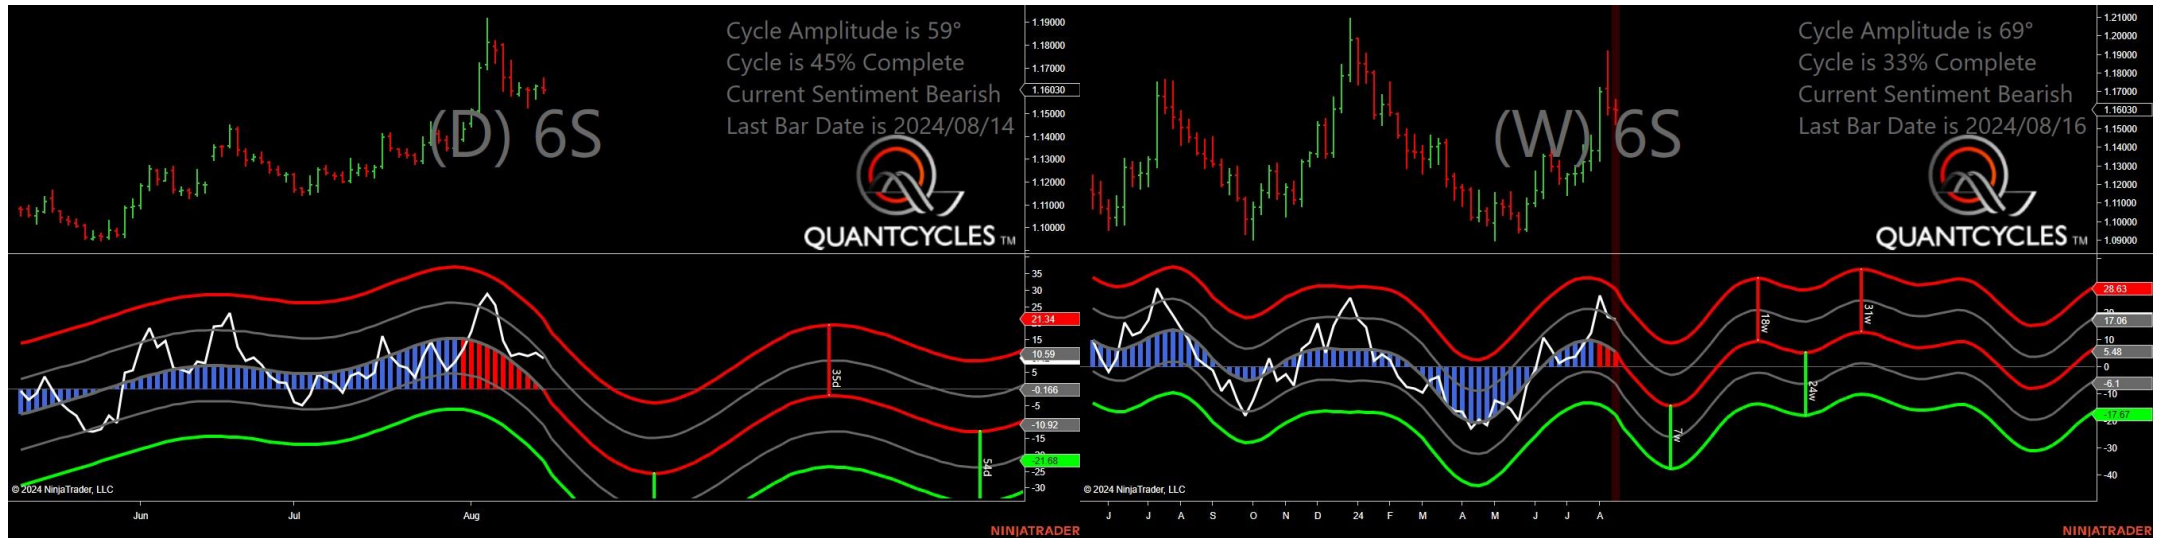 Cycle Amplitude is 59°
Cycle is 45% Complete
Current Sentiment Bearish
Last Bar Date is 2024/08/14
(D) 6S
QUANTCYCLES TM
1.19000
1.18000
1.17000
1.16030
1.15000
1.14000
1.13000
1.12000
1.11000
1.10000
35
30
25
21.34
15
10.59
5
-0.166
-5
-10.92
-15
-21.68
-25
-30
35d
54d
© 2024 NinjaTrader, LLC
Jun Jul Aug
NINJATRADER
Cycle Amplitude is 69°
Cycle is 33% Complete
Current Sentiment Bearish
Last Bar Date is 2024/08/16
(W) 6S
QUANTCYCLES TM
1.21000
1.20000
1.19000
1.18000
1.17000
1.16030
1.15000
1.14000
1.13000
1.12000
1.11000
1.10000
1.09000
28.63
17.06
10
5.48
0
-6.1
-10
-17.67
-30
-40
7w
18w
24w
31w
© 2024 NinjaTrader, LLC
J J A S O N D 24 F M A M J J A
NINJATRADER